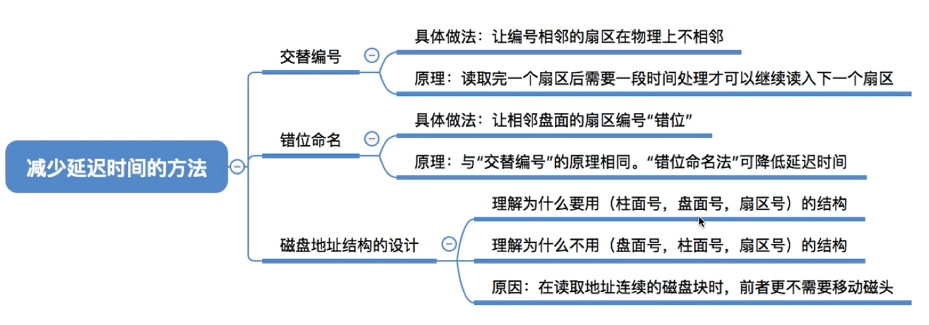 减少延迟时间的方法
交替编号
具体做法：让编号相邻的扇区在物理上不相邻
原理：读取完一个扇区后需要一段时间处理才可以继续读入下一个扇区
错位命名
具体做法：让相邻盘面的扇区编号“错位”
原理：与“交替编号”的原理相同。“错位命名法”可降低延迟时间
磁盘地址结构的设计
理解为什么要用（柱面号，盘面号，扇区号）的结构
理解为什么不用（盘面号，柱面号，扇区号）的结构
原因：在读取地址连续的磁盘块时，前者更不需要移动磁头